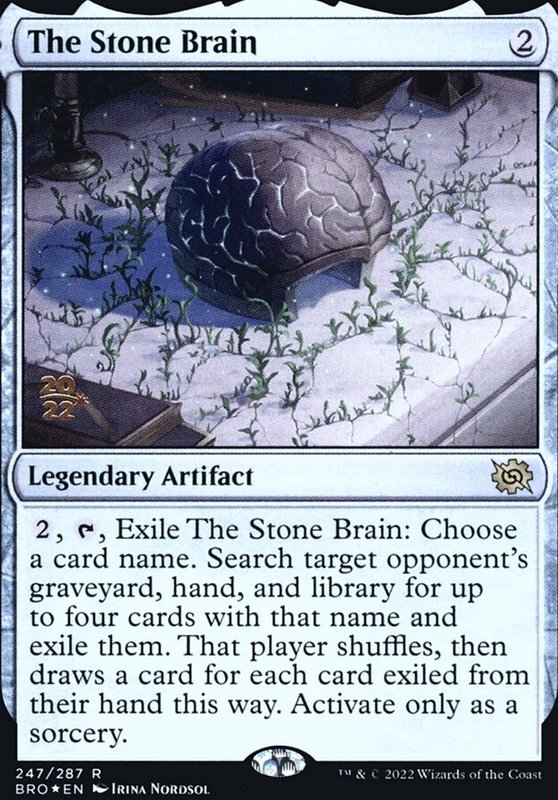 The Stone Brain 2
20
22
Legendary Artifact
2, , Exile The Stone Brain: Choose
a card name. Search target opponent's
graveyard, hand, and library for up
to four cards with that name and
exile them. That player shuffles, then
draws a card for each card exiled from
their hand this way. Activate only as a
sorcery.
247/287 R
BRO★EN Irina Nordsol
™ & © 2022 Wizards of the Coast